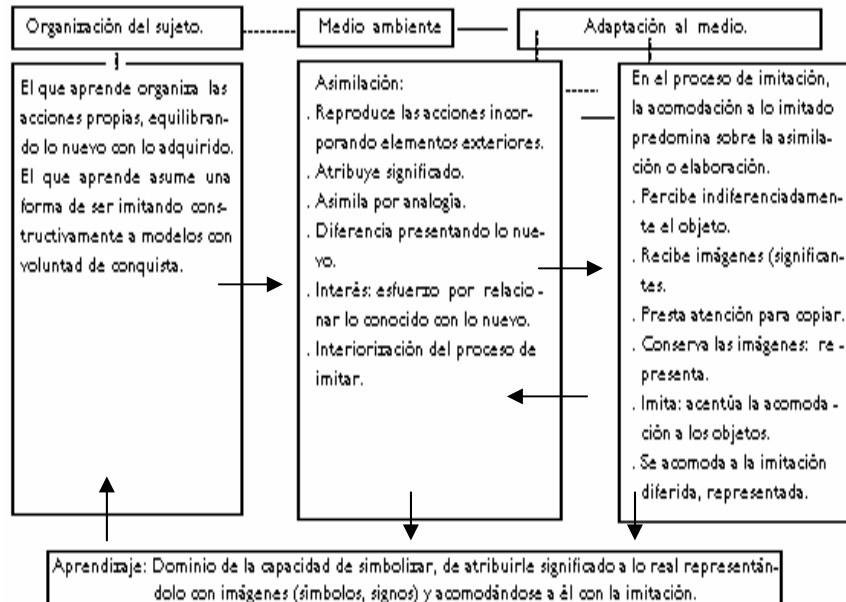 Organización del sujeto.
Medio ambiente
Adaptación al medio.
El que aprende organiza las
acciones propias, equilibran-
do lo nuevo con lo adquirido.
El que aprende asume una
forma de ser imitando cons-
tructivamente a modelos con
voluntad de conquista.
Asimilación:
. Reproduce las acciones incor-
porando elementos exteriores.
. Atribuye significado.
. Asimila por analogía.
. Diferencia presentando lo nue-
vo.
. Interés: esfuerzo por relacio-
nar lo conocido con lo nuevo.
. Interiorización del proceso de
imitar.
En el proceso de imitación,
la acomodación a lo imitado
predomina sobre la asimila-
ción o elaboración.
. Percibe indiferenciadamen-
te el objeto.
. Recibe imágenes (significan-
tes.
. Presta atención para copiar.
. Conserva las imágenes: re-
presenta.
. Imita: acentúa la acomoda-
ción a los objetos.
. Se acomoda a la imitación
diferida, representada.
Aprendizaje: Dominio de la capacidad de simbolizar, de atribuirle significado a lo real representán-
dolo con imágenes (símbolos, signos) y acomodándose a él con la imitación.